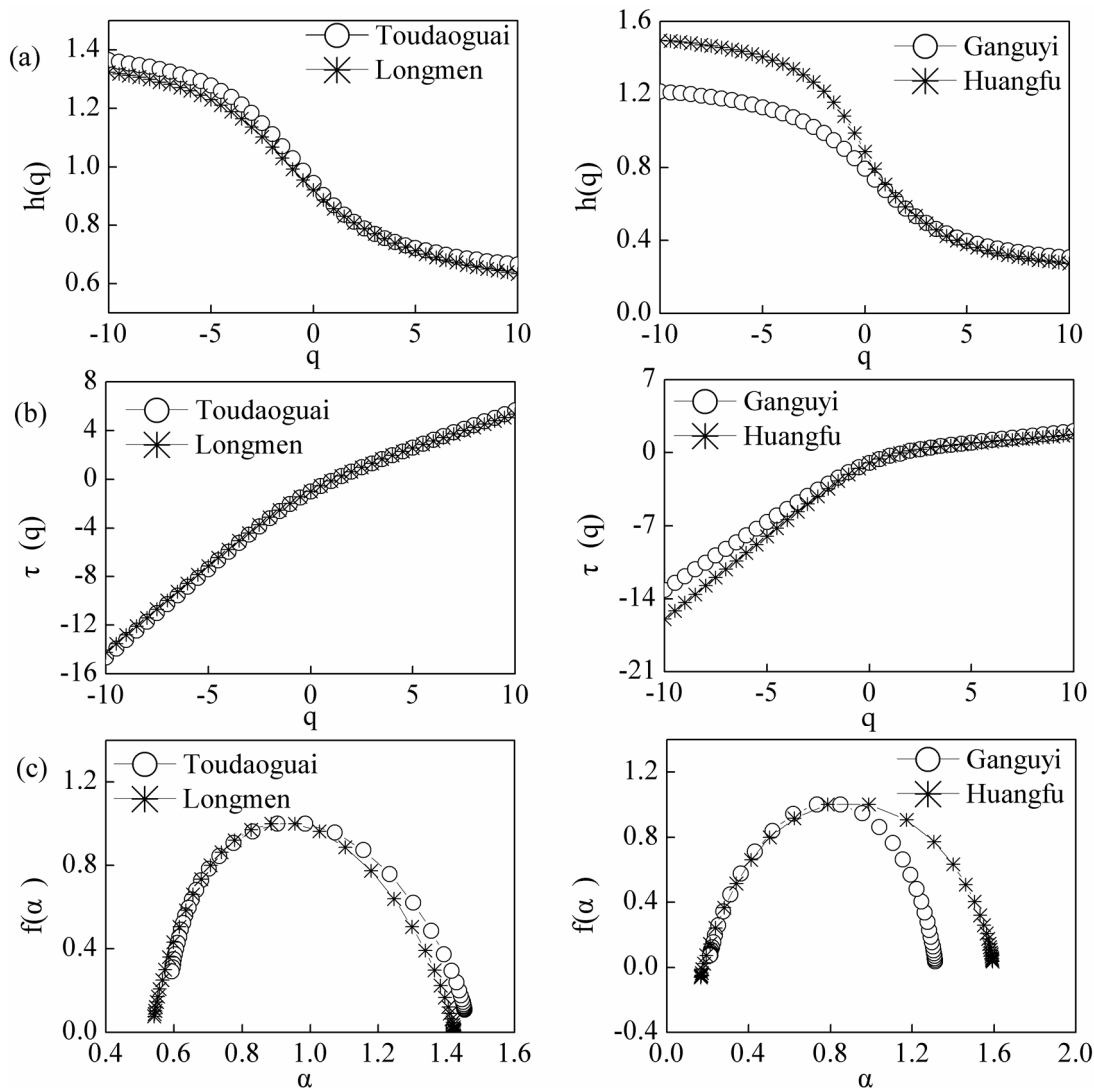 (a)
Toudaoguai
Longmen
h(q)
1.4
1.2
1.0
0.8
0.6
-10 -5 0 5 10
q
Ganguyi
Huangfu
h(q)
1.6
1.2
0.8
0.4
0.0
-10 -5 0 5 10
q
(b)
Toudaoguai
Longmen
τ (q)
8
4
0
-4
-8
-12
-16
-10 -5 0 5 10
q
Ganguyi
Huangfu
τ (q)
7
0
-7
-14
-21
-10 -5 0 5 10
q
(c)
Toudaoguai
Longmen
f(α )
1.2
0.8
0.4
0.0
0.4 0.6 0.8 1.0 1.2 1.4 1.6
α
Ganguyi
Huangfu
f(α )
1.2
0.8
0.4
0.0
-0.4
0.0 0.4 0.8 1.2 1.6 2.0
α